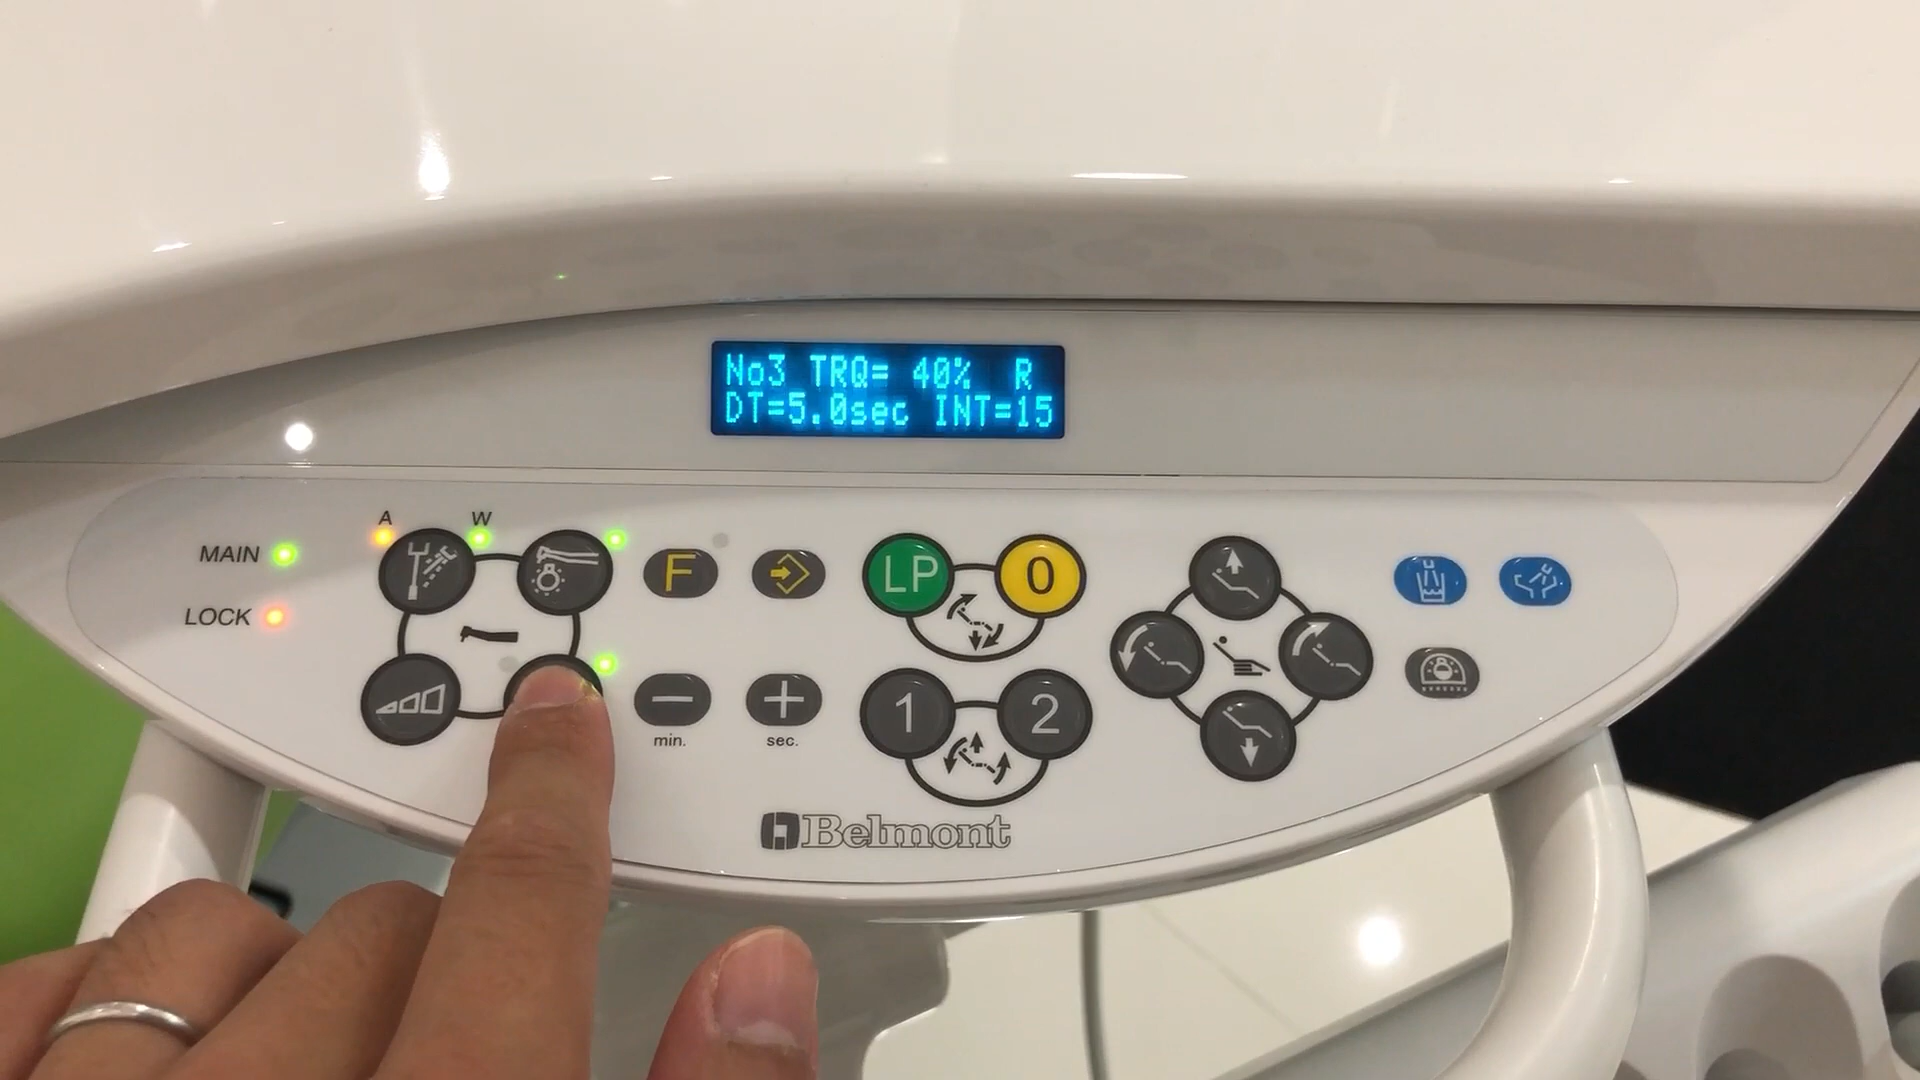 No3 TRQ= 40% R
DT=5.0sec INT=15
A W
MAIN
LOCK
F
LP 0
min. sec.
1 2
Belmont